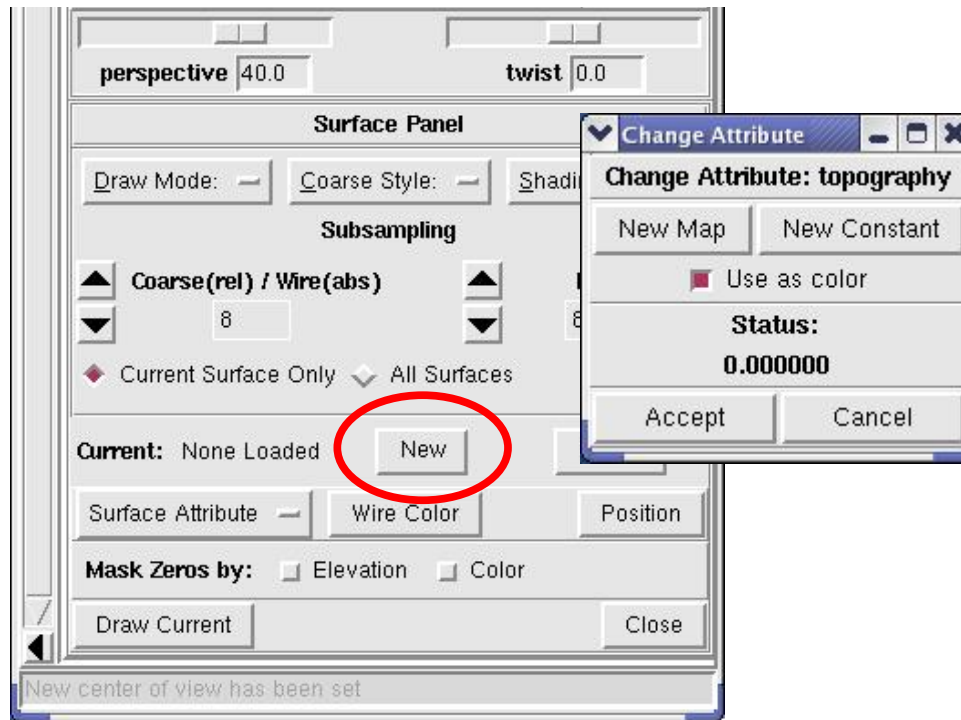 perspective 40.0 twist 0.0
Surface Panel
Draw Mode: Coarse Style:
Subsampling
Coarse(rel) / Wire(abs)
8
Current Surface Only All Surfaces
Current: None Loaded New
Surface Attribute Wire Color Position
Mask Zeros by: Elevation Color
Draw Current Close
New center of view has been set
Change Attribute
Change Attribute: topography
New Map New Constant
Use as color
Status:
0.000000
Accept Cancel